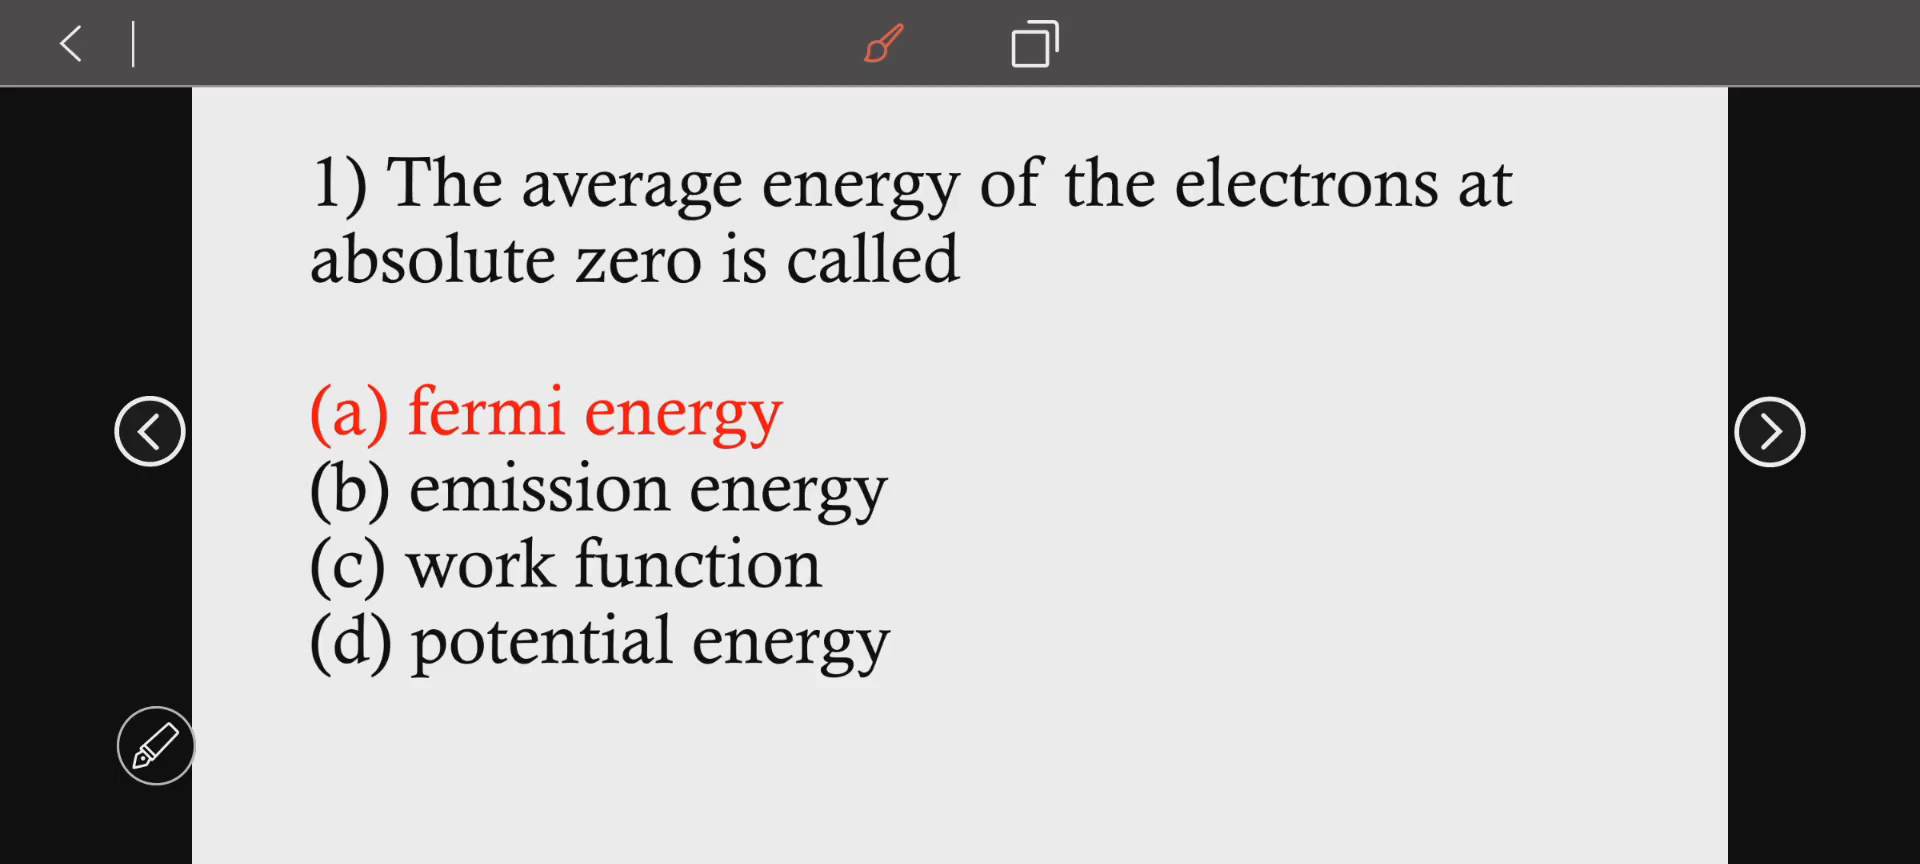 1) The average energy of the electrons at
absolute zero is called
(a) fermi energy
(b) emission energy
(c) work function
(d) potential energy